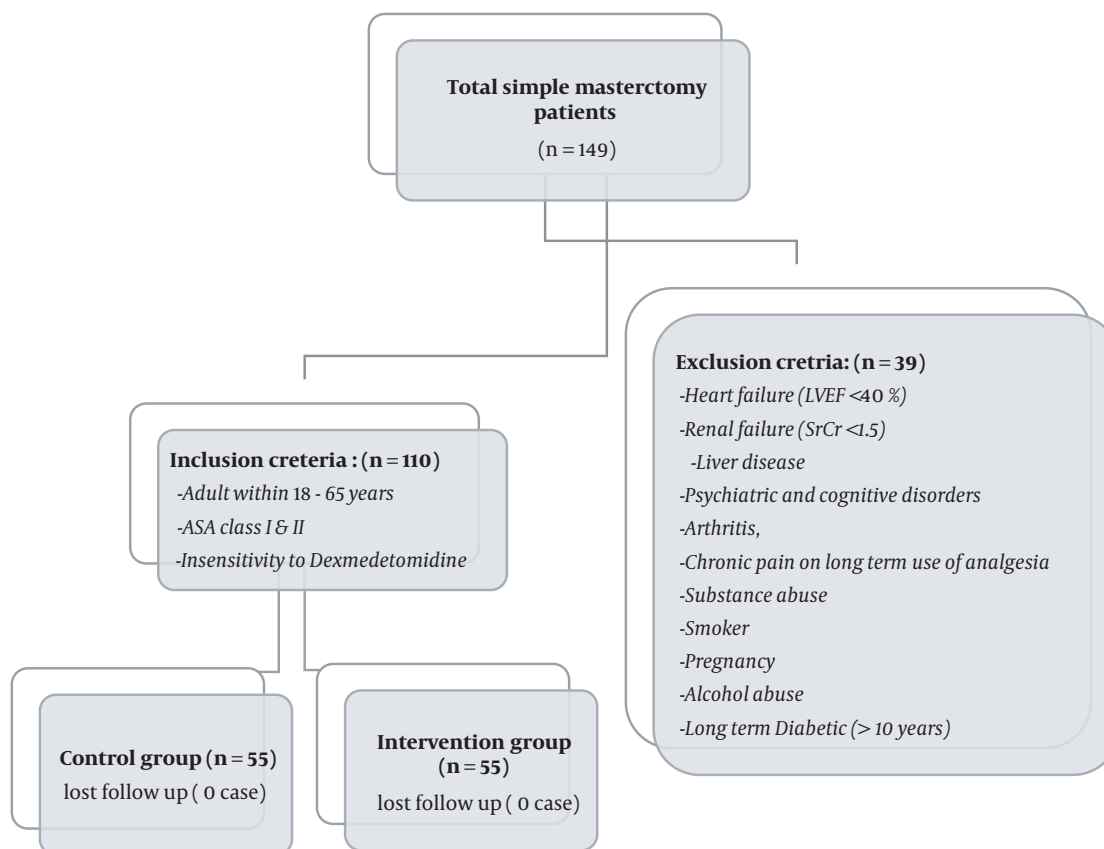 Total simple masterctomy
patients
(n = 149)
Exclusion cretria: (n = 39)
-Heart failure (LVEF <40 %)
-Renal failure (SrCr <1.5)
-Liver disease
-Psychiatric and cognitive disorders
-Arthritis,
-Chronic pain on long term use of analgesia
-Substance abuse
-Smoker
-Pregnancy
-Alcohol abuse
-Long term Diabetic (> 10 years)
Inclusion creteria : (n = 110)
-Adult within 18 - 65 years
-ASA class I & II
-Insensitivity to Dexmedetomidine
Control group (n = 55)
lost follow up ( 0 case)
Intervention group
(n = 55)
lost follow up ( 0 case)